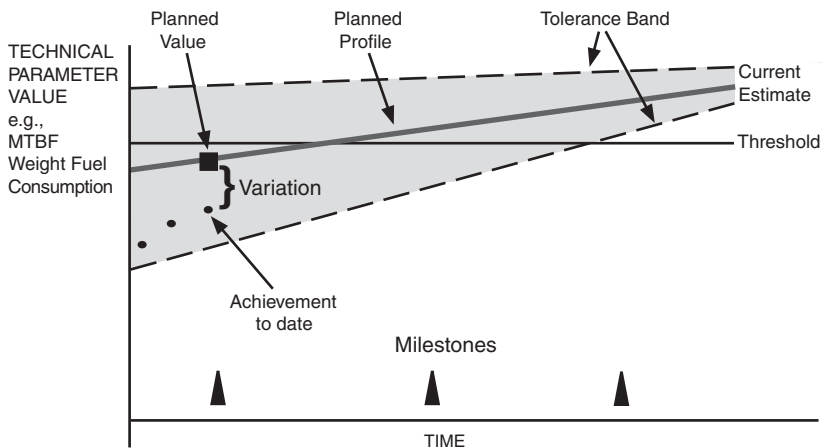 Planned
Value
Planned
Profile
Tolerance Band
TECHNICAL
PARAMETER
VALUE
e.g.,
MTBF
Weight Fuel
Consumption
Current
Estimate
Threshold
Variation
Achievement
to date
Milestones
TIME